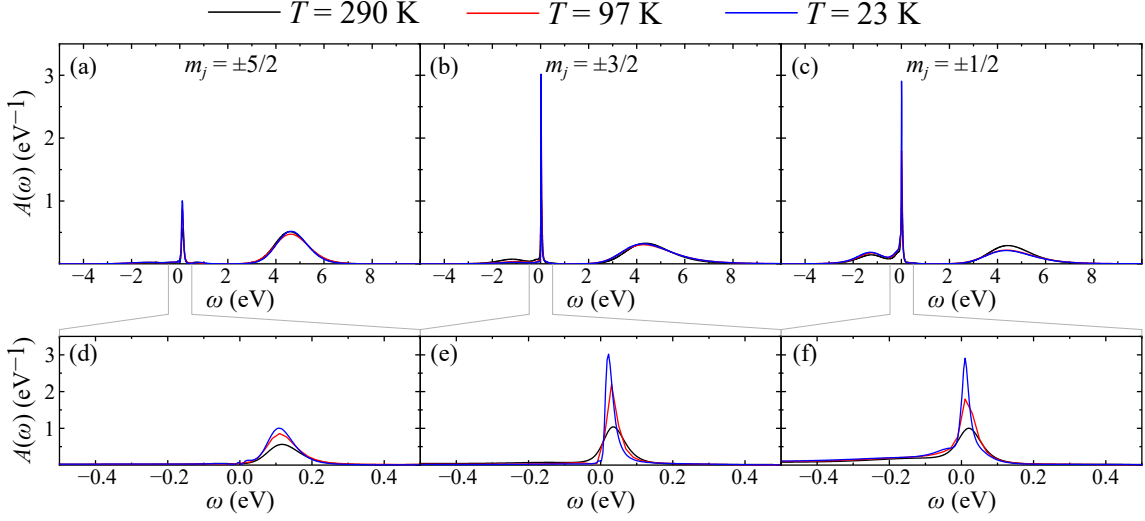 T = 290 K T = 97 K T = 23 K
(a) m_j = ±5/2 (b) m_j = ±3/2 (c) m_j = ±1/2
A(ω) (eV⁻¹)
3
2
1
−4 −2 0 2 4 6 8 −4 −2 0 2 4 6 8 −4 −2 0 2 4 6 8
ω (eV) ω (eV) ω (eV)
(d) (e) (f)
A(ω) (eV⁻¹)
3
2
1
−0.4 −0.2 0.0 0.2 0.4 −0.4 −0.2 0.0 0.2 0.4 −0.4 −0.2 0.0 0.2 0.4
ω (eV) ω (eV) ω (eV)